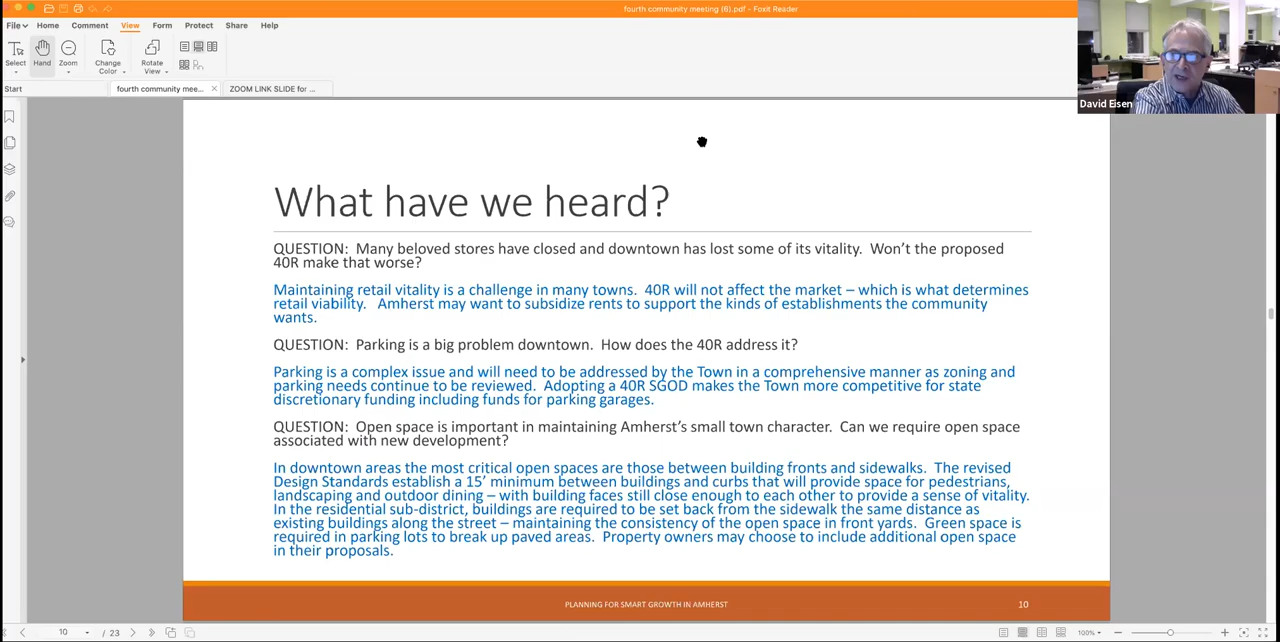 fourth community meeting (6).pdf - Foxit Reader
File Home Comment View Form Protect Share Help
Select Hand Zoom Change Color Rotate View
Start fourth community mee... ZOOM LINK SLIDE for ...
David Eisen
What have we heard?
QUESTION: Many beloved stores have closed and downtown has lost some of its vitality. Won't the proposed
40R make that worse?
Maintaining retail vitality is a challenge in many towns. 40R will not affect the market – which is what determines
retail viability. Amherst may want to subsidize rents to support the kinds of establishments the community
wants.
QUESTION: Parking is a big problem downtown. How does the 40R address it?
Parking is a complex issue and will need to be addressed by the Town in a comprehensive manner as zoning and
parking needs continue to be reviewed. Adopting a 40R SGOD makes the Town more competitive for state
discretionary funding including funds for parking garages.
QUESTION: Open space is important in maintaining Amherst's small town character. Can we require open space
associated with new development?
In downtown areas the most critical open spaces are those between building fronts and sidewalks. The revised
Design Standards establish a 15' minimum between buildings and curbs that will provide space for pedestrians,
landscaping and outdoor dining – with building faces still close enough to each other to provide a sense of vitality.
In the residential sub-district, buildings are required to be set back from the sidewalk the same distance as
existing buildings along the street – maintaining the consistency of the open space in front yards. Green space is
required in parking lots to break up paved areas. Property owners may choose to include additional open space
in their proposals.
PLANNING FOR SMART GROWTH IN AMHERST 10
10 / 23 100%